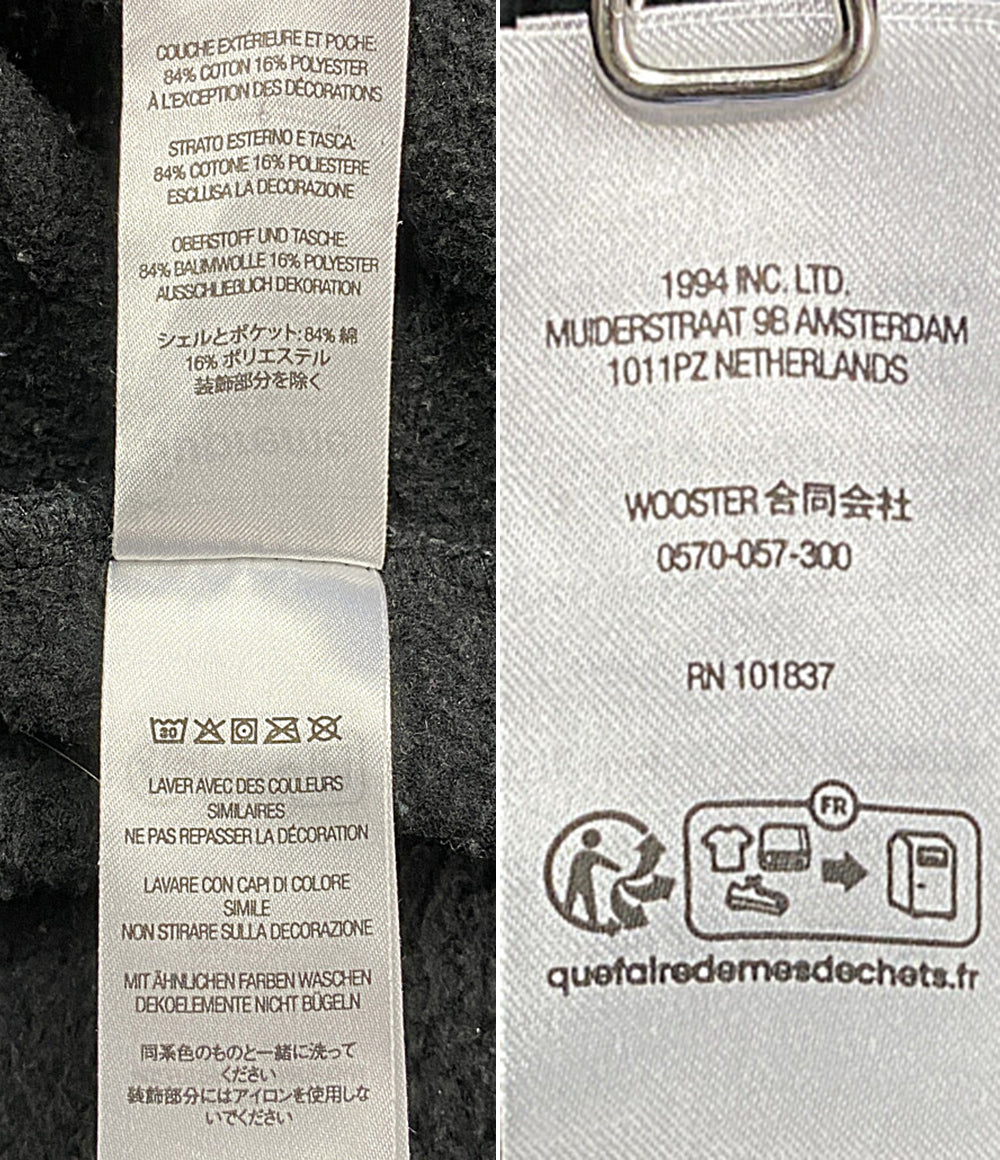 COUCHE EXTÉRIEURE ET POCHE:
84% COTON 16% POLYESTER
À L'EXCEPTION DES DÉCORATIONS
STRATO ESTERNO E TASCA:
84% COTONE 16% POLIESTERE
ESCLUSA LA DECORAZIONE
OBERSTOFF UND TASCHE:
84% BAUMWOLLE 16% POLYESTER
AUSSCHLIEßLICH DEKORATION
シェルとポケット: 84% 綿
16% ポリエステル
装飾部分を除く
30
LAVER AVEC DES COULEURS
SIMILAIRES
NE PAS REPASSER LA DÉCORATION
LAVARE CON CAPI DI COLORE
SIMILE
NON STIRARE SULLA DECORAZIONE
MIT ÄHNLICHEN FARBEN WASCHEN
DEKOELEMENTE NICHT BÜGELN
同系色のものと一緒に洗って
ください
装飾部分にはアイロンを使用しな
いでください
1994 INC. LTD.
MUIDERSTRAAT 9B AMSTERDAM
1011PZ NETHERLANDS
WOOSTER 合同会社
0570-057-300
RN 101837
FR
quefairedemesdechets.fr